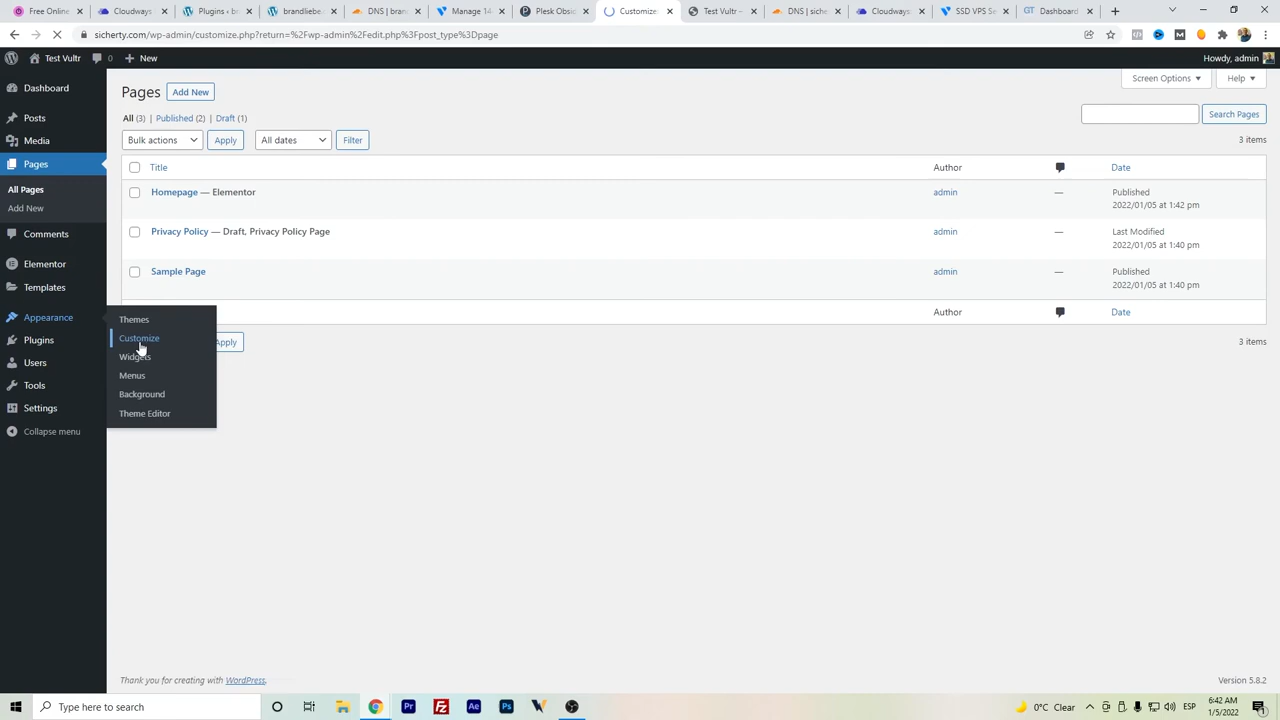 Free Online
Cloudways
Plugins ‹ b
brandliebe.
DNS | bran
Manage 14
Plesk Obsid
Customize:
Test Vultr –
DNS | siche
Cloudways
SSD VPS Se
Dashboard
sicherty.com/wp-admin/customize.php?return=%2Fwp-admin%2Fedit.php%3Fpost_type%3Dpage
Test Vultr
0
New
Howdy, admin
Dashboard
Posts
Media
Pages
All Pages
Add New
Comments
Elementor
Templates
Appearance
Plugins
Users
Tools
Settings
Collapse menu
Themes
Customize
Widgets
Menus
Background
Theme Editor
Screen Options
Help
Pages
Add New
All (3) | Published (2) | Draft (1)
Search Pages
Bulk actions
Apply
All dates
Filter
3 items
Title
Author
Date
Homepage — Elementor
admin
—
Published
2022/01/05 at 1:42 pm
Privacy Policy — Draft, Privacy Policy Page
admin
—
Last Modified
2022/01/05 at 1:40 pm
Sample Page
admin
—
Published
2022/01/05 at 1:40 pm
Author
Date
Apply
3 items
Thank you for creating with WordPress.
Version 5.8.2
Type here to search
Pr
Fz
Ae
Ps
0°C Clear
ESP
6:42 AM
1/5/2022